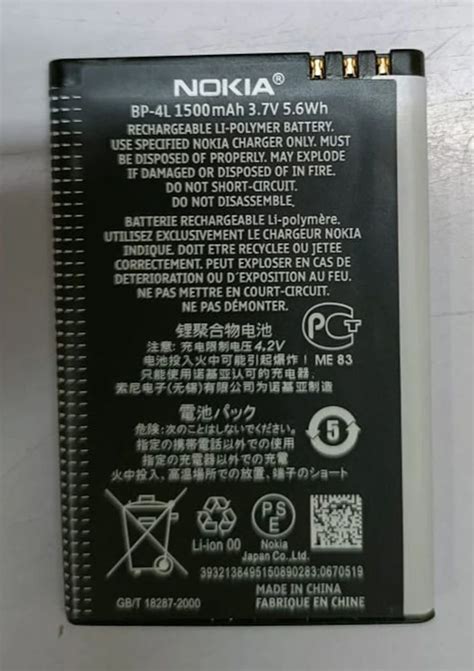 NOKIA®
BP-4L 1500mAh 3.7V 5.6Wh
RECHARGEABLE LI-POLYMER BATTERY.
USE SPECIFIED NOKIA CHARGER ONLY. MUST
BE DISPOSED OF PROPERLY. MAY EXPLODE
IF DAMAGED OR DISPOSED OF IN FIRE.
DO NOT SHORT-CIRCUIT.
DO NOT DISASSEMBLE.
BATTERIE RECHARGEABLE Li-polymère.
UTILISEZ EXCLUSIVEMENT LE CHARGEUR NOKIA
INDIQUE. DOIT ETRE RECYCLEE OU JETEE
CORRECTEMENT. RISQUE D'EXPLOSION EN CAS DE
DETERIORATION OU D'EXPOSITION AU FEU.
NE PAS METTRE EN COURT-CIRCUIT.
NE PAS DÉMONTER.
锂聚合物电池
注意: 充电限制电压4.2V
电池投入火中可能引起爆炸!
只能使用诺基亚认可的充电器。
索尼电子(无锡)有限公司为诺基亚制造
PCT
ME 83
電池パック
危険:次のことはしないでください。
指定の携帯電話以外での使用
指定の充電器以外での充電
火中投入、高温場所での放置、端子のショート
5
Li-ion 00
PS
E
Nokia
Japan Co.,Ltd.
3932138495150890283:0670519
MADE IN CHINA
FABRIQUE EN CHINE
GB/T 18287-2000